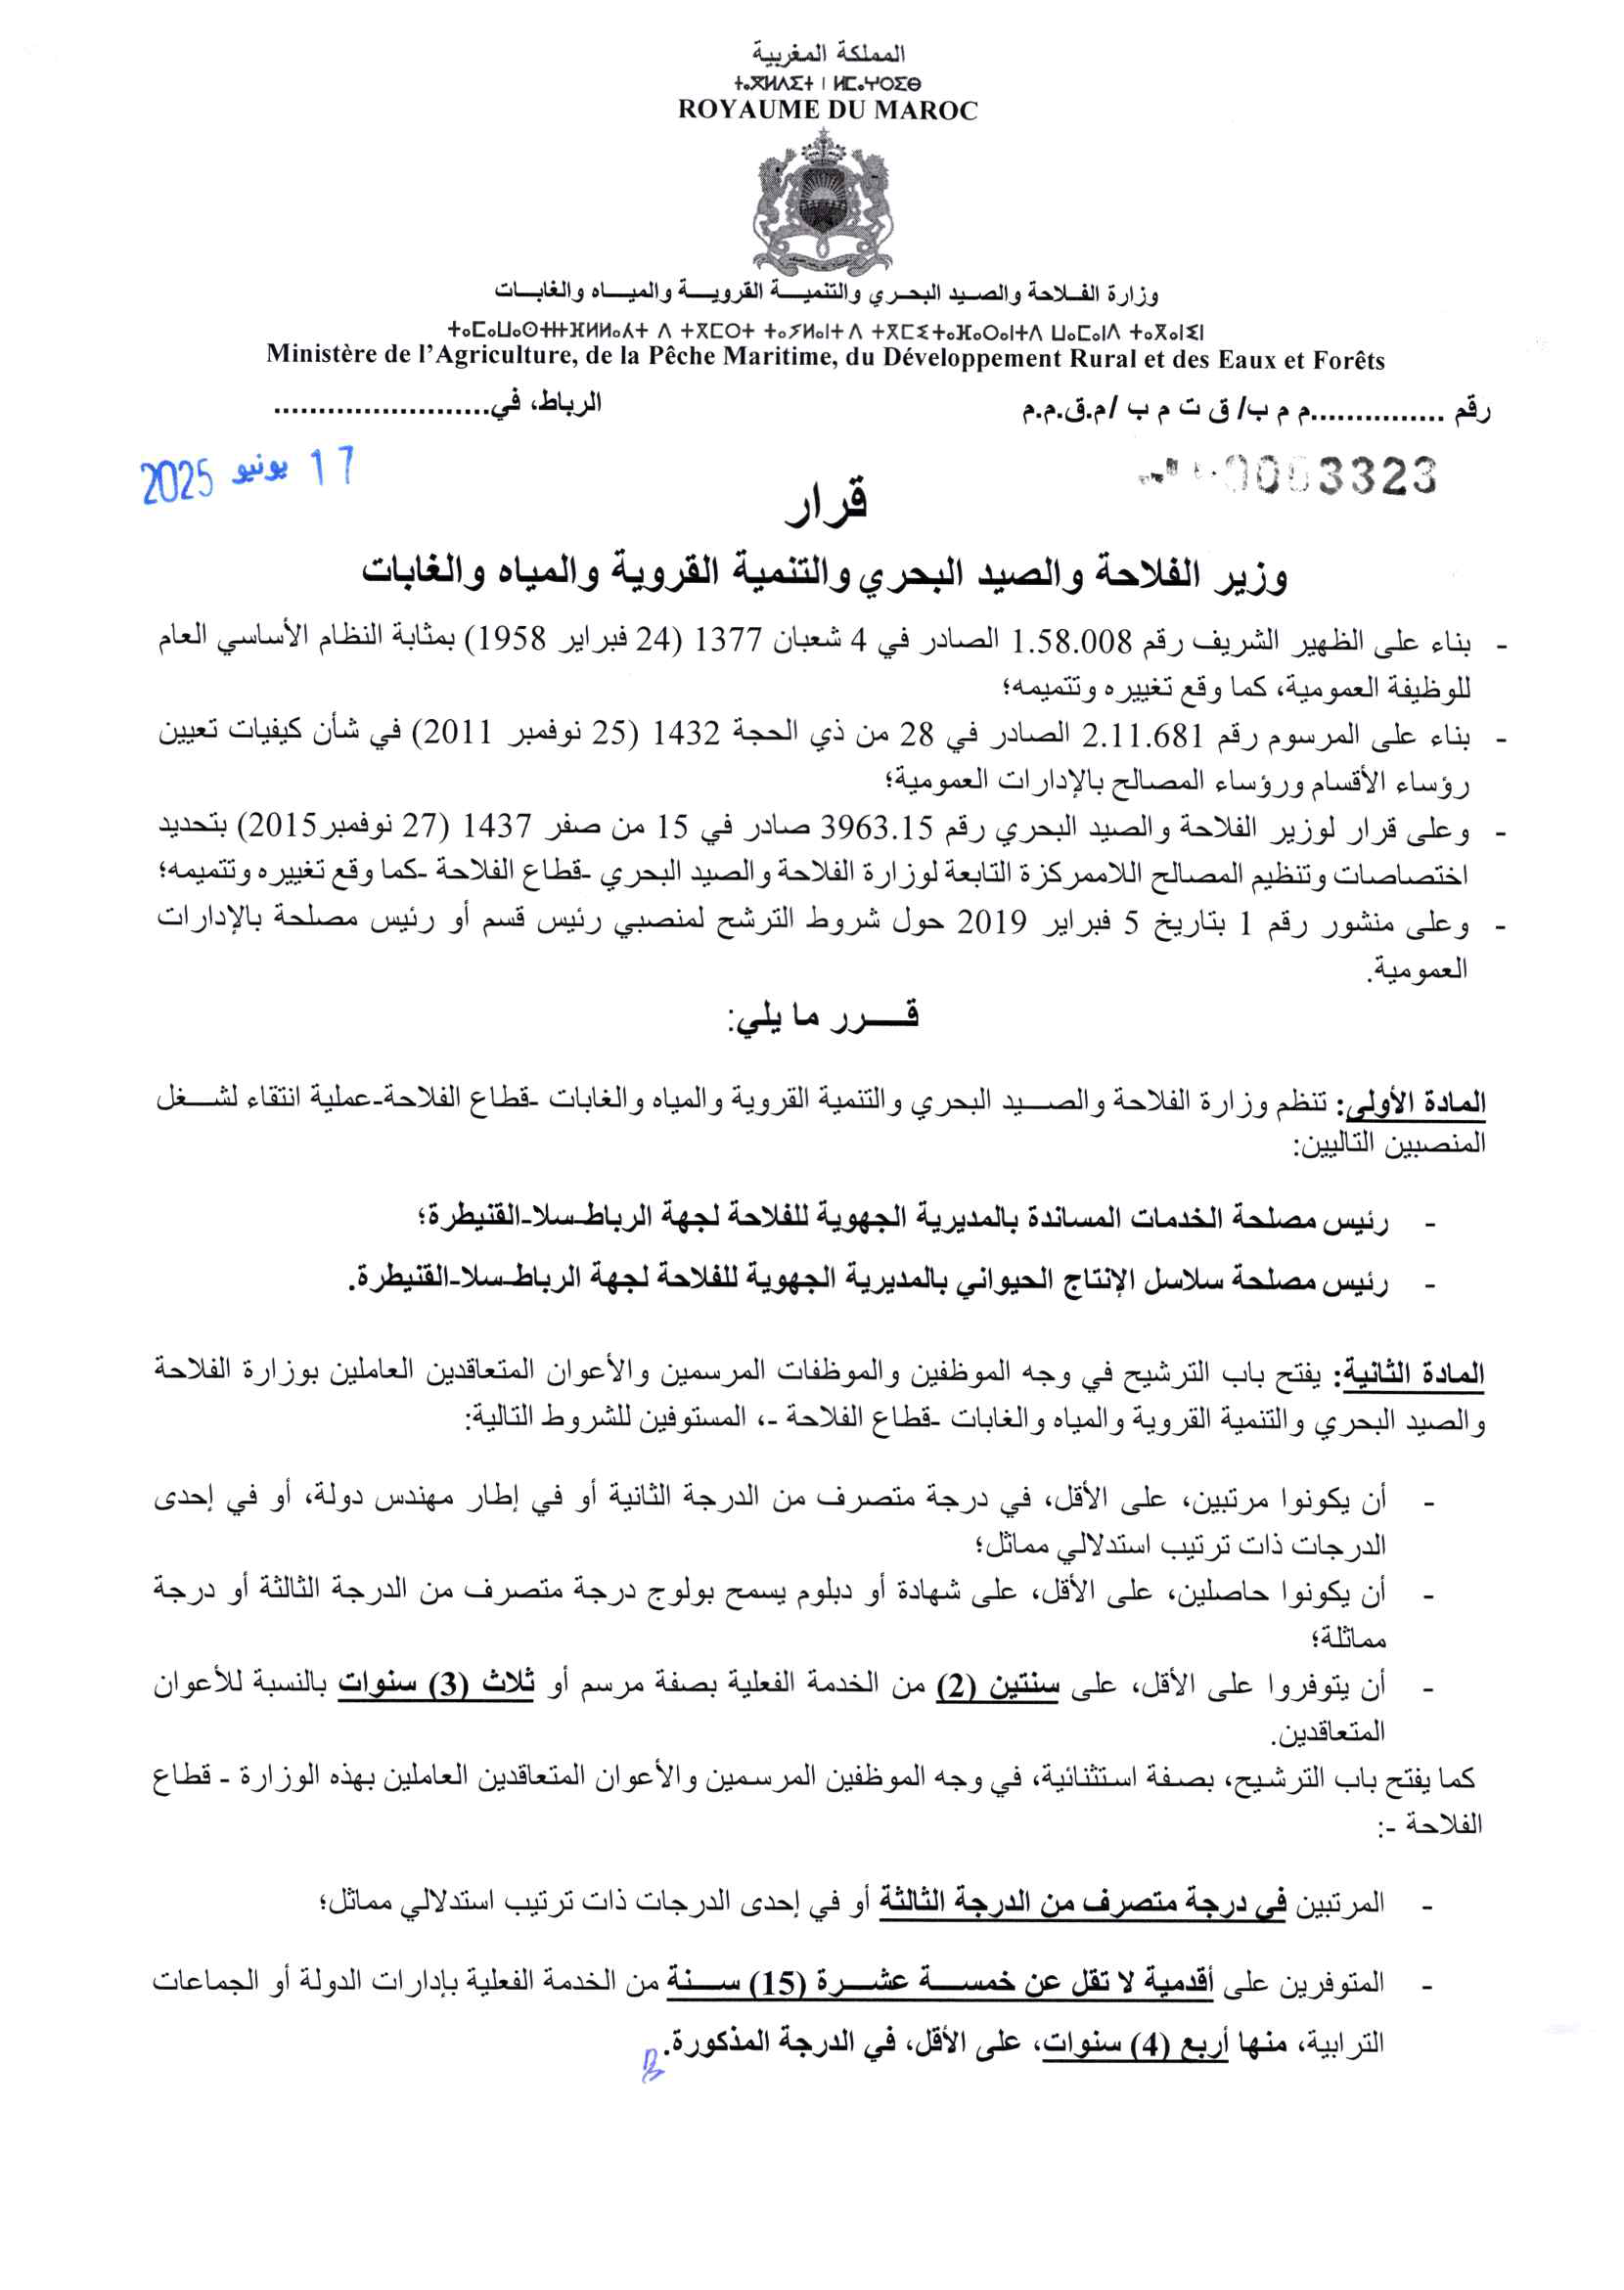 المملكة المغربية
ⵜⴰⴳⵍⴷⵉⵜ ⵏ ⵍⵎⴰⵖⵔⵉⴱ
ROYAUME DU MAROC
وزارة الفـلاحة والصـيد البحـري والتنميـــة القرويـــة والميـــاه والغابـــات
Ministère de l’Agriculture, de la Pêche Maritime, du Développement Rural et des Eaux et Forêts
رقم ...............م م ب/ ق ت م ب /م.ق.م.م
الرباط، في........................
3323
17 يونيو 2025
قرار
وزير الفلاحة والصيد البحري والتنمية القروية والمياه والغابات
- بناء على الظهير الشريف رقم 1.58.008 الصادر في 4 شعبان 1377 (24 فبراير 1958) بمثابة النظام الأساسي العام
للوظيفة العمومية، كما وقع تغييره وتتميمه؛
- بناء على المرسوم رقم 2.11.681 الصادر في 28 من ذي الحجة 1432 (25 نوفمبر 2011) في شأن كيفيات تعيين
رؤساء الأقسام ورؤساء المصالح بالإدارات العمومية؛
- وعلى قرار لوزير الفلاحة والصيد البحري رقم 3963.15 صادر في 15 من صفر 1437 (27 نوفمبر2015) بتحديد
اختصاصات وتنظيم المصالح اللاممركزة التابعة لوزارة الفلاحة والصيد البحري -قطاع الفلاحة -كما وقع تغييره وتتميمه؛
- وعلى منشور رقم 1 بتاريخ 5 فبراير 2019 حول شروط الترشح لمنصبي رئيس قسم أو رئيس مصلحة بالإدارات
العمومية.
قـــرر ما يلي:
المادة الأولى: تنظم وزارة الفلاحة والصـــيد البحري والتنمية القروية والمياه والغابات -قطاع الفلاحة-عملية انتقاء لشـــغل
المنصبين التاليين:
- رئيس مصلحة الخدمات المساندة بالمديرية الجهوية للفلاحة لجهة الرباط-سلا-القنيطرة؛
- رئيس مصلحة سلاسل الإنتاج الحيواني بالمديرية الجهوية للفلاحة لجهة الرباط-سلا-القنيطرة.
المادة الثانية: يفتح باب الترشيح في وجه الموظفين والموظفات المرسمين والأعوان المتعاقدين العاملين بوزارة الفلاحة
والصيد البحري والتنمية القروية والمياه والغابات -قطاع الفلاحة -، المستوفين للشروط التالية:
- أن يكونوا مرتبين، على الأقل، في درجة متصرف من الدرجة الثانية أو في إطار مهندس دولة، أو في إحدى
الدرجات ذات ترتيب استدلالي مماثل؛
- أن يكونوا حاصلين، على الأقل، على شهادة أو دبلوم يسمح بولوج درجة متصرف من الدرجة الثالثة أو درجة
مماثلة؛
- أن يتوفروا على الأقل، على سنتين (2) من الخدمة الفعلية بصفة مرسم أو ثلاث (3) سنوات بالنسبة للأعوان
المتعاقدين.
كما يفتح باب الترشيح، بصفة استثنائية، في وجه الموظفين المرسمين والأعوان المتعاقدين العاملين بهذه الوزارة - قطاع
الفلاحة -:
- المرتبين في درجة متصرف من الدرجة الثالثة أو في إحدى الدرجات ذات ترتيب استدلالي مماثل؛
- المتوفرين على أقدمية لا تقل عن خمســـة عشـــرة (15) ســـنة من الخدمة الفعلية بإدارات الدولة أو الجماعات
الترابية، منها أربع (4) سنوات، على الأقل، في الدرجة المذكورة.